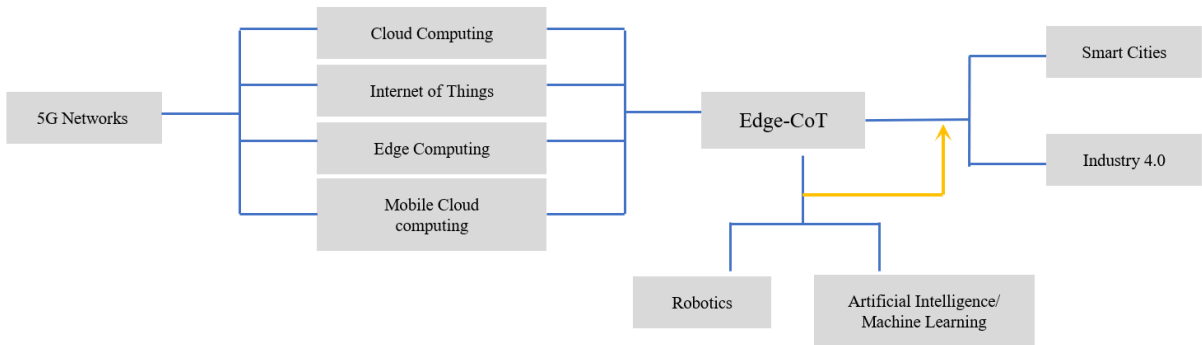 5G Networks
Cloud Computing
Internet of Things
Edge Computing
Mobile Cloud
computing
Edge-CoT
Smart Cities
Industry 4.0
Robotics
Artificial Intelligence/
Machine Learning